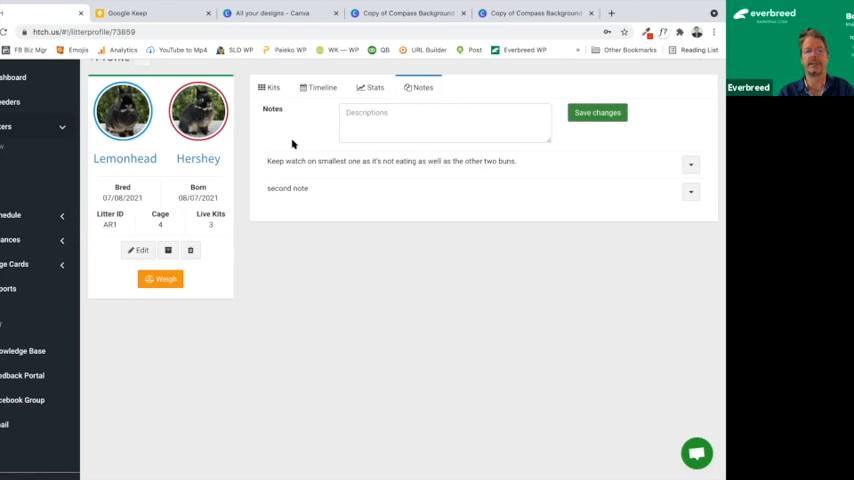 Google Keep
All your designs - Canva
Copy of Compass Background
Copy of Compass Background
htch.us/#!/litterprofile/73859
FB Biz Mgr
Emojis
Analytics
YouTube to Mp4
SLD WP
Paieko WP
WK — WP
QB
URL Builder
Post
Everbreed WP
Other Bookmarks
Reading List
everbreed
Everbreed
Profile
Kits
Timeline
Stats
Notes
Notes
Descriptions
Save changes
Keep watch on smallest one as it's not eating as well as the other two buns.
second note
Lemonhead
Hershey
Bred
07/08/2021
Born
08/07/2021
Litter ID
AR1
Cage
4
Live Kits
3
Edit
Weigh
shboard
eeders
ters
hedule
ances
ge Cards
ports
owledge Base
edback Portal
cebook Group
ail